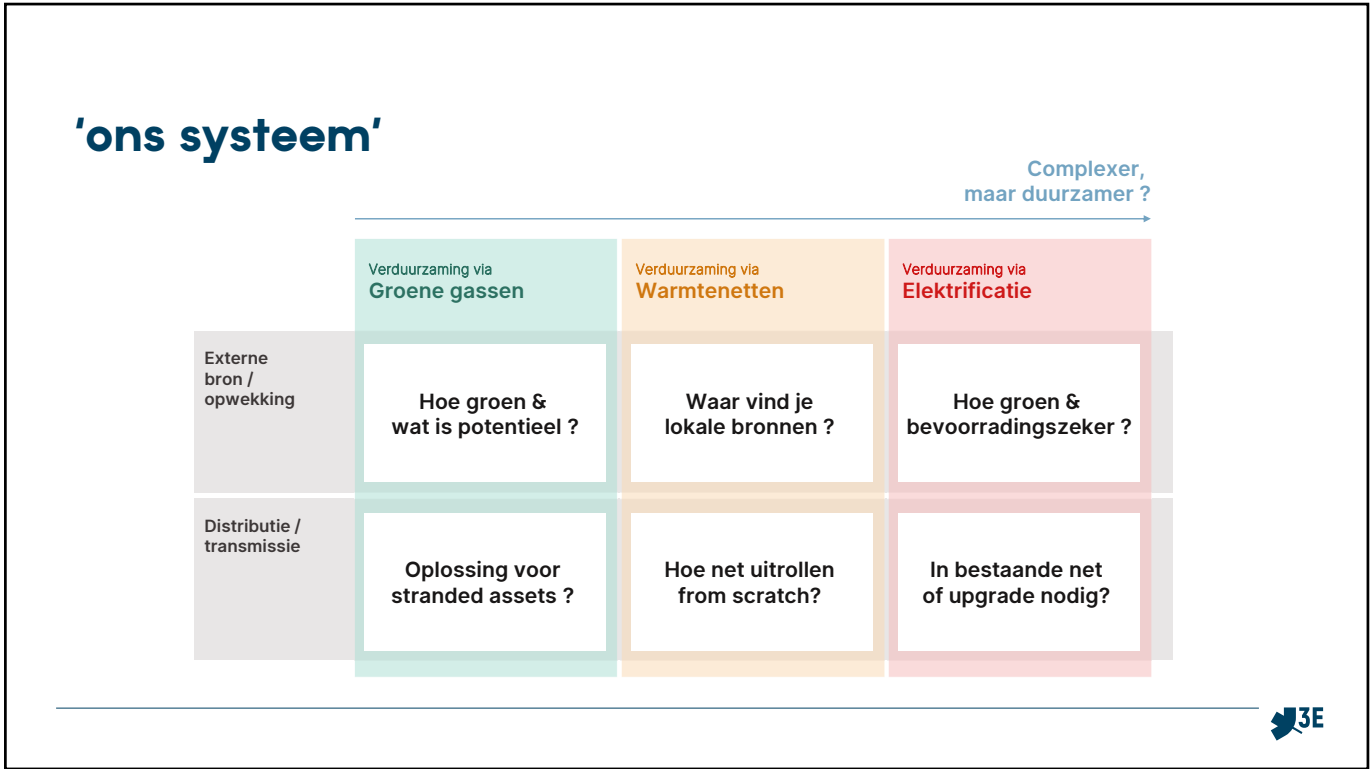 ‘ons systeem’
Complexer,
maar duurzamer ?
Verduurzaming via
Groene gassen
Verduurzaming via
Warmtenetten
Verduurzaming via
Elektrificatie
Externe
bron /
opwekking
Hoe groen &
wat is potentieel ?
Waar vind je
lokale bronnen ?
Hoe groen &
bevoorradingszeker ?
Distributie /
transmissie
Oplossing voor
stranded assets ?
Hoe net uitrollen
from scratch?
In bestaande net
of upgrade nodig?
3E